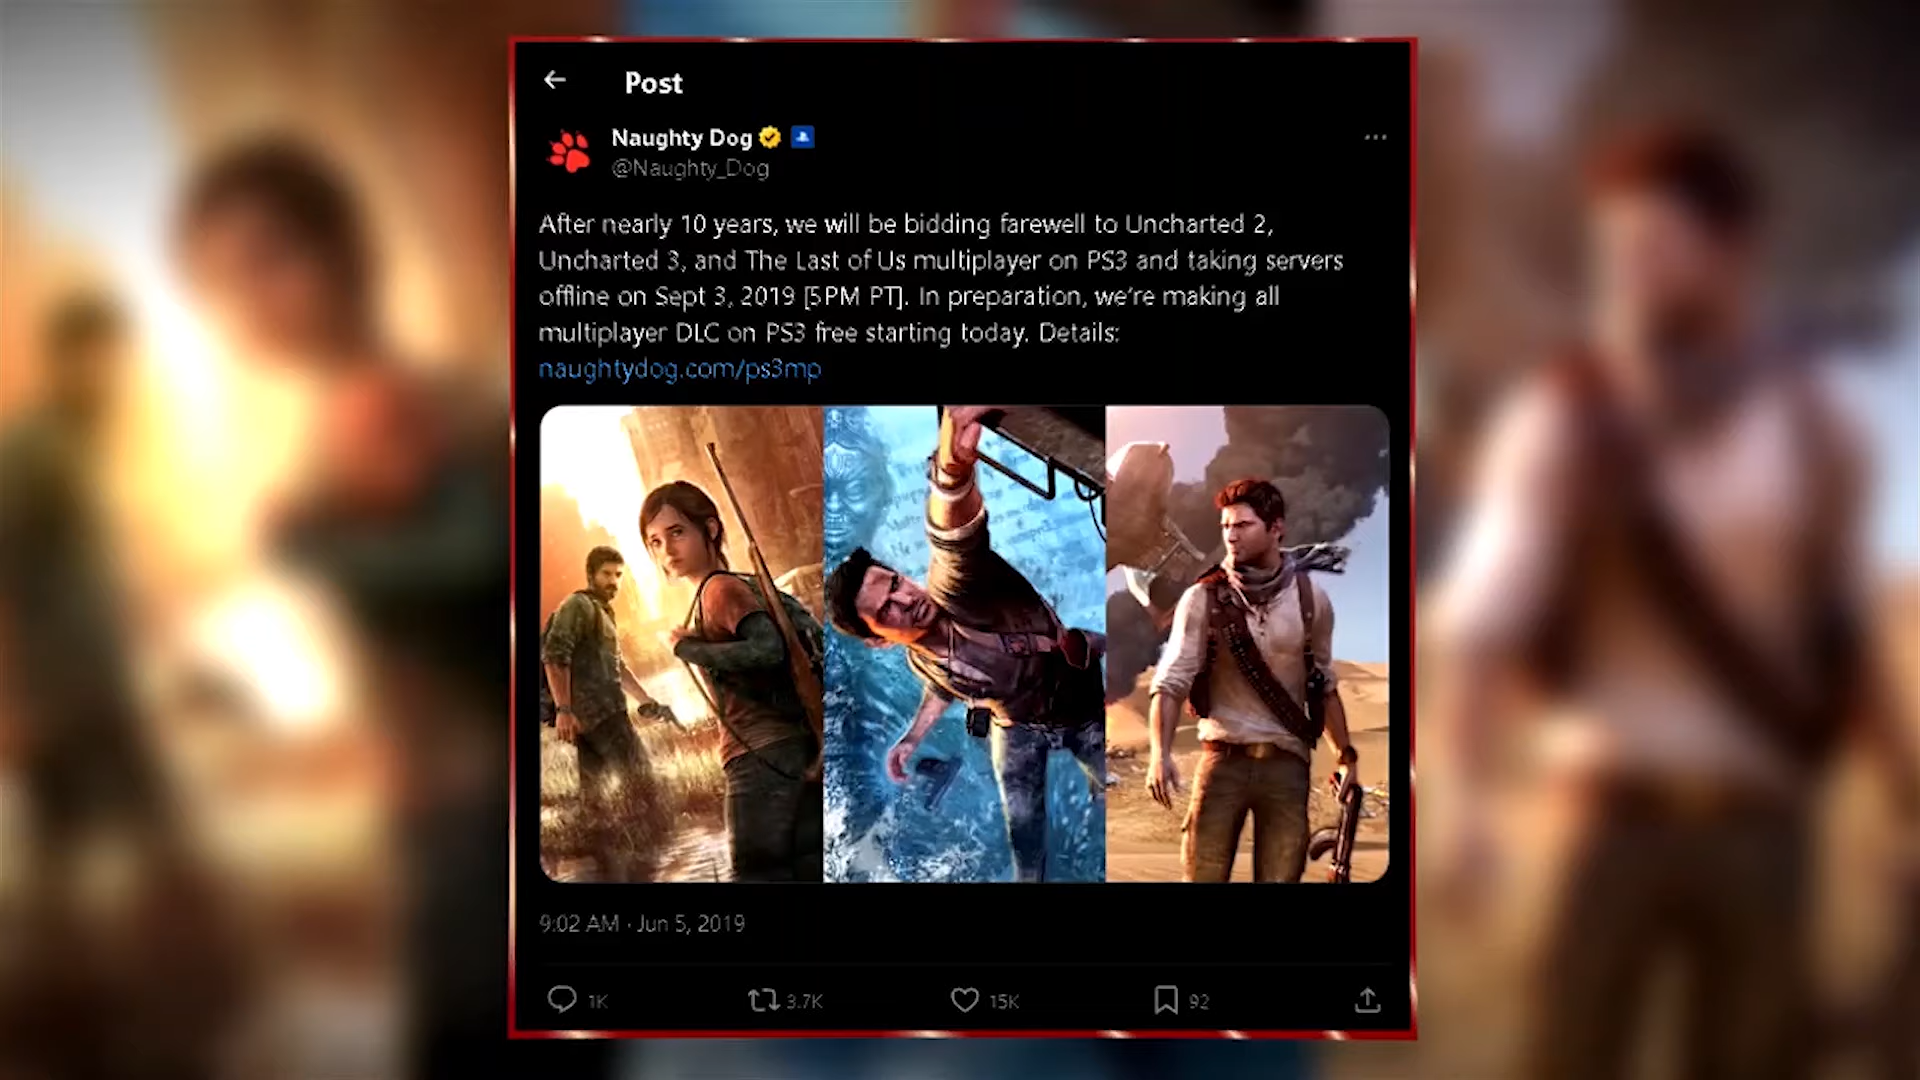 Post
Naughty Dog
@Naughty_Dog
After nearly 10 years, we will be bidding farewell to Uncharted 2,
Uncharted 3, and The Last of Us multiplayer on PS3 and taking servers
offline on Sept 3, 2019 [5PM PT]. In preparation, we're making all
multiplayer DLC on PS3 free starting today. Details:
naughtydog.com/ps3mp
9:02 AM · Jun 5, 2019
1K 3.7K 15K 92